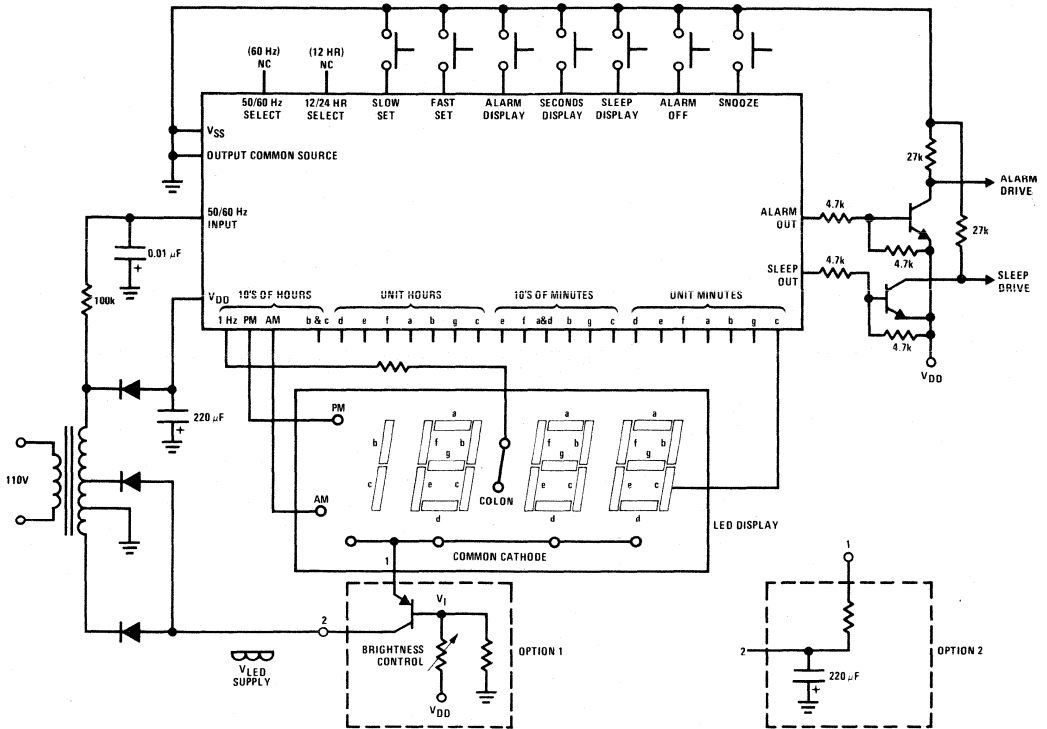 (60 Hz)
NC
(12 HR)
NC
50/60 Hz
SELECT
12/24 HR
SELECT
SLOW
SET
FAST
SET
ALARM
DISPLAY
SECONDS
DISPLAY
SLEEP
DISPLAY
ALARM
OFF
SNOOZE
VSS
OUTPUT COMMON SOURCE
50/60 Hz
INPUT
0.01 µF
+
100k
VDD
220 µF
+
110V
ALARM
OUT
SLEEP
OUT
4.7k
4.7k
4.7k
4.7k
27k
27k
ALARM
DRIVE
SLEEP
DRIVE
VDD
10'S OF HOURS
UNIT HOURS
10'S OF MINUTES
UNIT MINUTES
1 Hz PM AM b & c d e f a b g c e f a&d b g c d e f a b g c
PM
AM
b
c
a
f b
g
e c
d
COLON
a
f b
g
e c
d
a
f b
g
e c
d
LED DISPLAY
COMMON CATHODE
1
2
VI
BRIGHTNESS
CONTROL
VDD
OPTION 1
VLED
SUPPLY
1
2
220 µF
+
OPTION 2